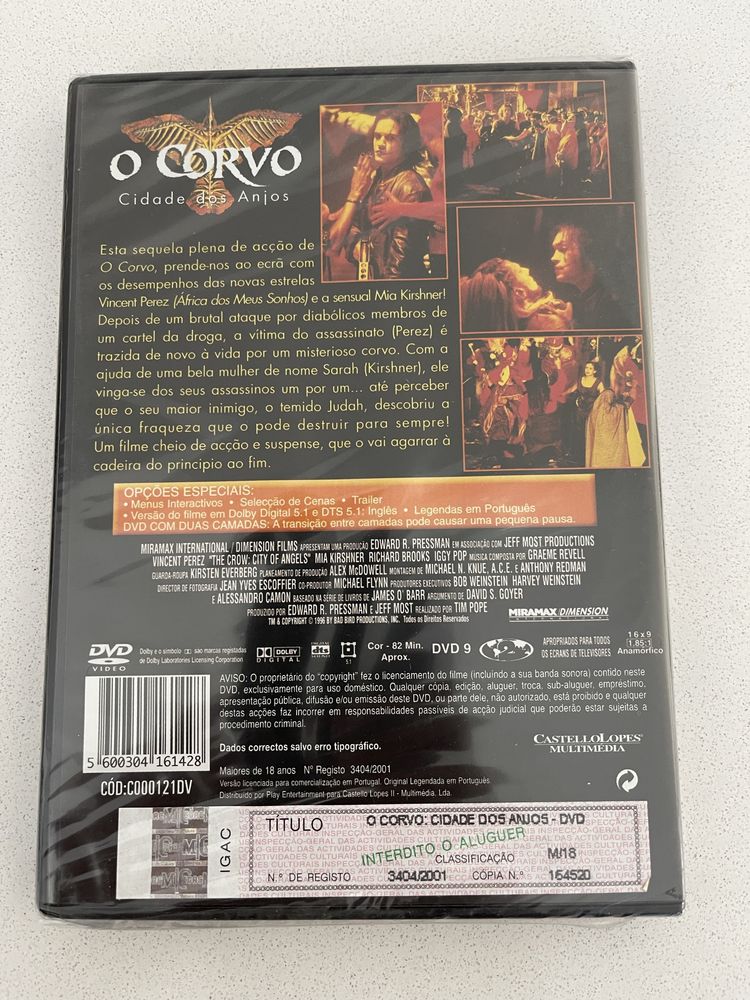 O CORVO
Cidade dos Anjos
Esta sequela plena de acção de
O Corvo, prende-nos ao ecrã com
os desempenhos das novas estrelas
Vincent Perez (África dos Meus Sonhos) e a sensual Mia Kirshner!
Depois de um brutal ataque por diabólicos membros de
um cartel da droga, a vítima do assassinato (Perez) é
trazida de novo à vida por um misterioso corvo. Com a
ajuda de uma bela mulher de nome Sarah (Kirshner), ele
vinga-se dos seus assassinos um por um... até perceber
que o seu maior inimigo, o temido Judah, descobriu a
única fraqueza que o pode destruir para sempre!
Um filme cheio de acção e suspense, que o vai agarrar à
cadeira do principio ao fim.
OPÇÕES ESPECIAIS:
• Menus Interactivos • Selecção de Cenas • Trailer
• Versão do filme em Dolby Digital 5.1 e DTS 5.1: Inglês • Legendas em Português
DVD COM DUAS CAMADAS: A transição entre camadas pode causar uma pequena pausa.
MIRAMAX INTERNATIONAL / DIMENSION FILMS APRESENTAM UMA PRODUÇÃO EDWARD R. PRESSMAN EM ASSOCIAÇÃO COM JEFF MOST PRODUCTIONS
VINCENT PEREZ "THE CROW: CITY OF ANGELS" MIA KIRSHNER RICHARD BROOKS IGGY POP MUSICA COMPOSTA POR GRAEME REVELL
GUARDA-ROUPA KIRSTEN EVERBERG PLANEAMENTO DE PRODUÇÃO ALEX McDOWELL MONTAGEM DE MICHAEL N. KNUE, A.C.E. E ANTHONY REDMAN
DIRECTOR DE FOTOGRAFIA JEAN YVES ESCOFFIER CO-PRODUTOR MICHAEL FLYNN PRODUTORES EXECUTIVOS BOB WEINSTEIN HARVEY WEINSTEIN
E ALESSANDRO CAMON BASEADO NA SÉRIE DE LIVROS DE JAMES O' BARR ARGUMENTO DE DAVID S. GOYER
PRODUZIDO POR EDWARD R. PRESSMAN E JEFF MOST REALIZADO POR TIM POPE
TM & COPYRIGHT © 1996 BY BAD BIRD PRODUCTIONS, INC. Todos os Direitos Reservados
MIRAMAX DIMENSION
DVD VIDEO
Dolby e o símbolo são marcas registadas
de Dolby Laboratories Licensing Corporation
DOLBY DIGITAL
DIGITAL dts
5.1
Cor - 82 Min.
Aprox.
DVD 9
APROPRIADOS PARA TODOS
OS ECRANS DE TELEVISORES
16 x 9
1.85:1
Anamórfico
AVISO: O proprietário do "copyright" fez o licenciamento do filme (incluindo a sua banda sonora) contido neste
DVD, exclusivamente para uso doméstico. Qualquer cópia, edição, aluguer, troca, sub-aluguer, empréstimo,
apresentação pública, difusão e/ou emissão deste DVD, ou parte dele, não autorizado, está proibido e qualquer
destas acções faz incorrer em responsabilidades passíveis de acção judicial que poderão estar sujeitas a
procedimento criminal.
Dados correctos salvo erro tipográfico.
CASTELLO LOPES
MULTIMÉDIA
5 600304 161428
CÓD:C000121DV
Maiores de 18 anos Nº Registo 3404/2001
Versão licenciada para comercialização em Portugal. Original Legendada em Português
Distribuido por Play Entertainment para Castello Lopes II - Multimédia, Lda.
IGAC
TÍTULO O CORVO: CIDADE DOS ANJOS - DVD
INTERDITO O ALUGUER
CLASSIFICAÇÃO M/18
N.º DE REGISTO 3404/2001 CÓPIA N.º 164520